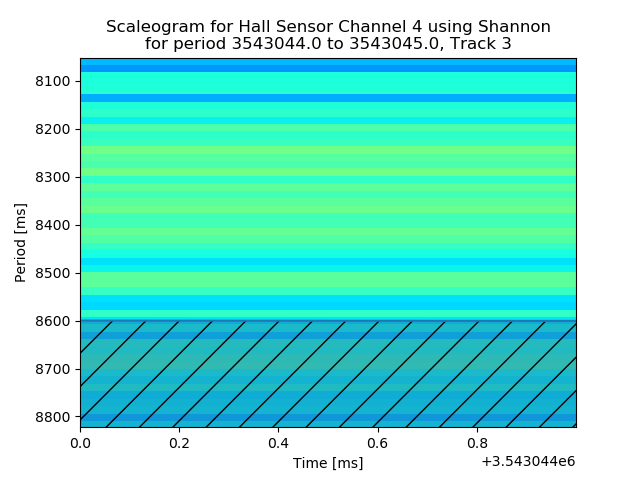 Scaleogram for Hall Sensor Channel 4 using Shannon
for period 3543044.0 to 3543045.0, Track 3
Period [ms]
8100
8200
8300
8400
8500
8600
8700
8800
0.0 0.2 0.4 0.6 0.8
Time [ms]
+3.543044e6